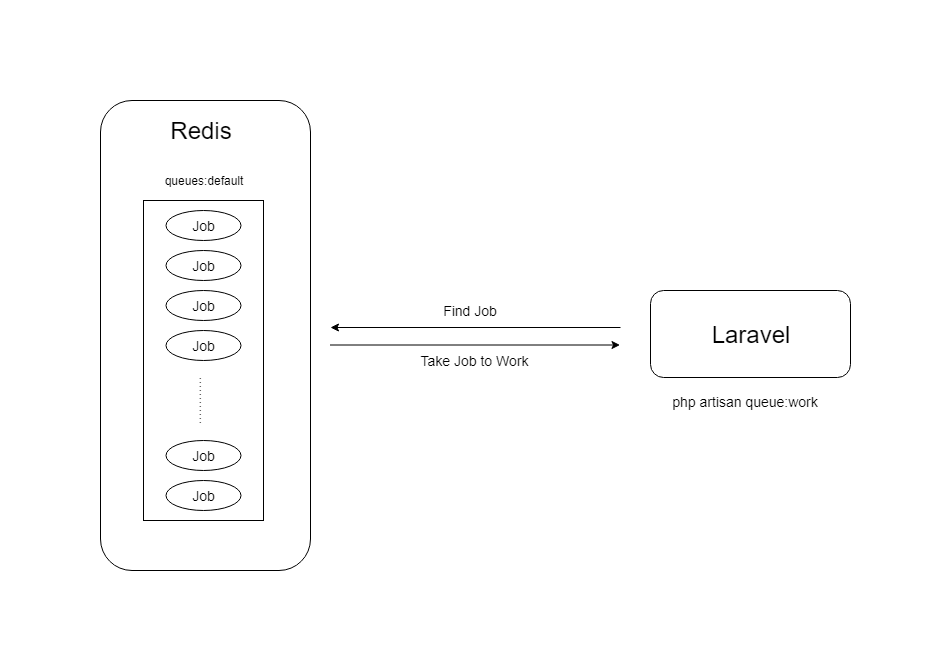 Redis
queues:default
Job
Job
Job
Job
Job
Job
Find Job
Take Job to Work
Laravel
php artisan queue:work